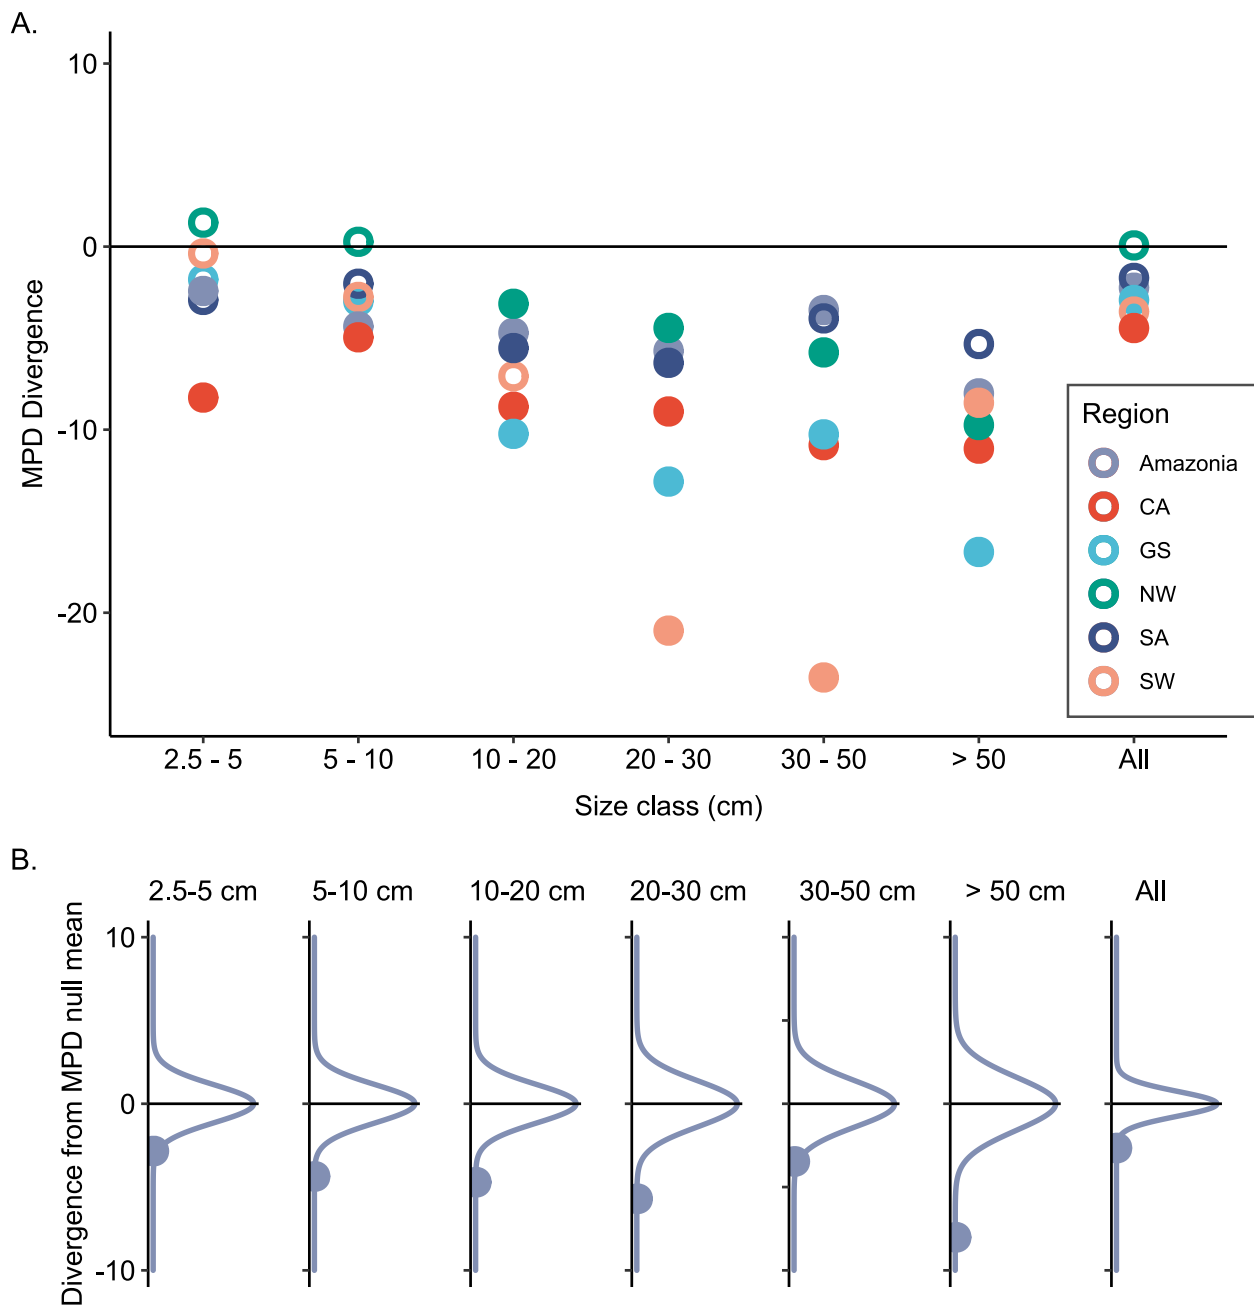 A.
MPD Divergence
10
0
-10
-20
2.5 - 5
5 - 10
10 - 20
20 - 30
30 - 50
> 50
All
Size class (cm)
Region
Amazonia
CA
GS
NW
SA
SW
B.
Divergence from MPD null mean
2.5-5 cm
5-10 cm
10-20 cm
20-30 cm
30-50 cm
> 50 cm
All
10
0
-10